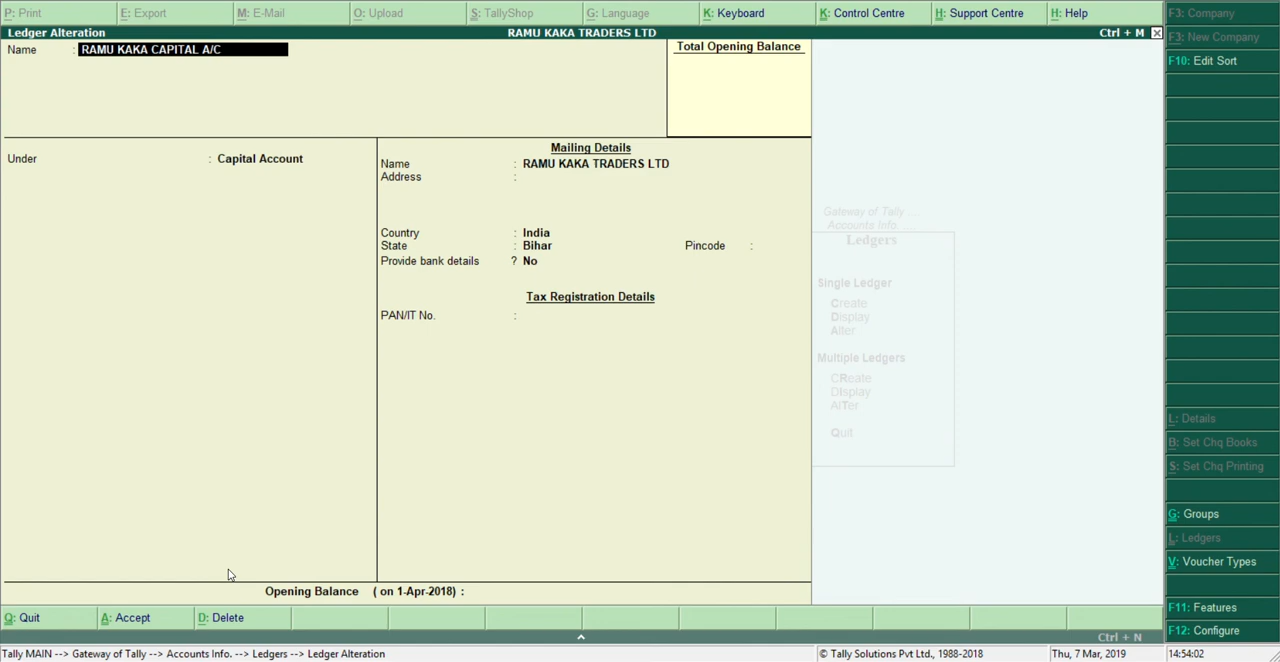 P: Print E: Export M: E-Mail O: Upload S: TallyShop G: Language K: Keyboard K: Control Centre H: Support Centre H: Help
Ledger Alteration RAMU KAKA TRADERS LTD Ctrl + M
Name : RAMU KAKA CAPITAL A/C
Total Opening Balance
Under : Capital Account
Mailing Details
Name : RAMU KAKA TRADERS LTD
Address :
Country : India
State : Bihar Pincode :
Provide bank details ? No
Tax Registration Details
PAN/IT No. :
Opening Balance ( on 1-Apr-2018) :
Gateway of Tally ....
Accounts Info. ....
Ledgers
Single Ledger
Create
Display
Alter
Multiple Ledgers
CReate
DIsplay
AlTer
Quit
F3: Company
F3: New Company
F10: Edit Sort
L: Details
B: Set Chq Books
S: Set Chq Printing
G: Groups
L: Ledgers
V: Voucher Types
F11: Features
F12: Configure
Q: Quit A: Accept D: Delete
Ctrl + N
Tally MAIN --> Gateway of Tally --> Accounts Info. --> Ledgers --> Ledger Alteration © Tally Solutions Pvt Ltd., 1988-2018 Thu, 7 Mar, 2019 14:54:02